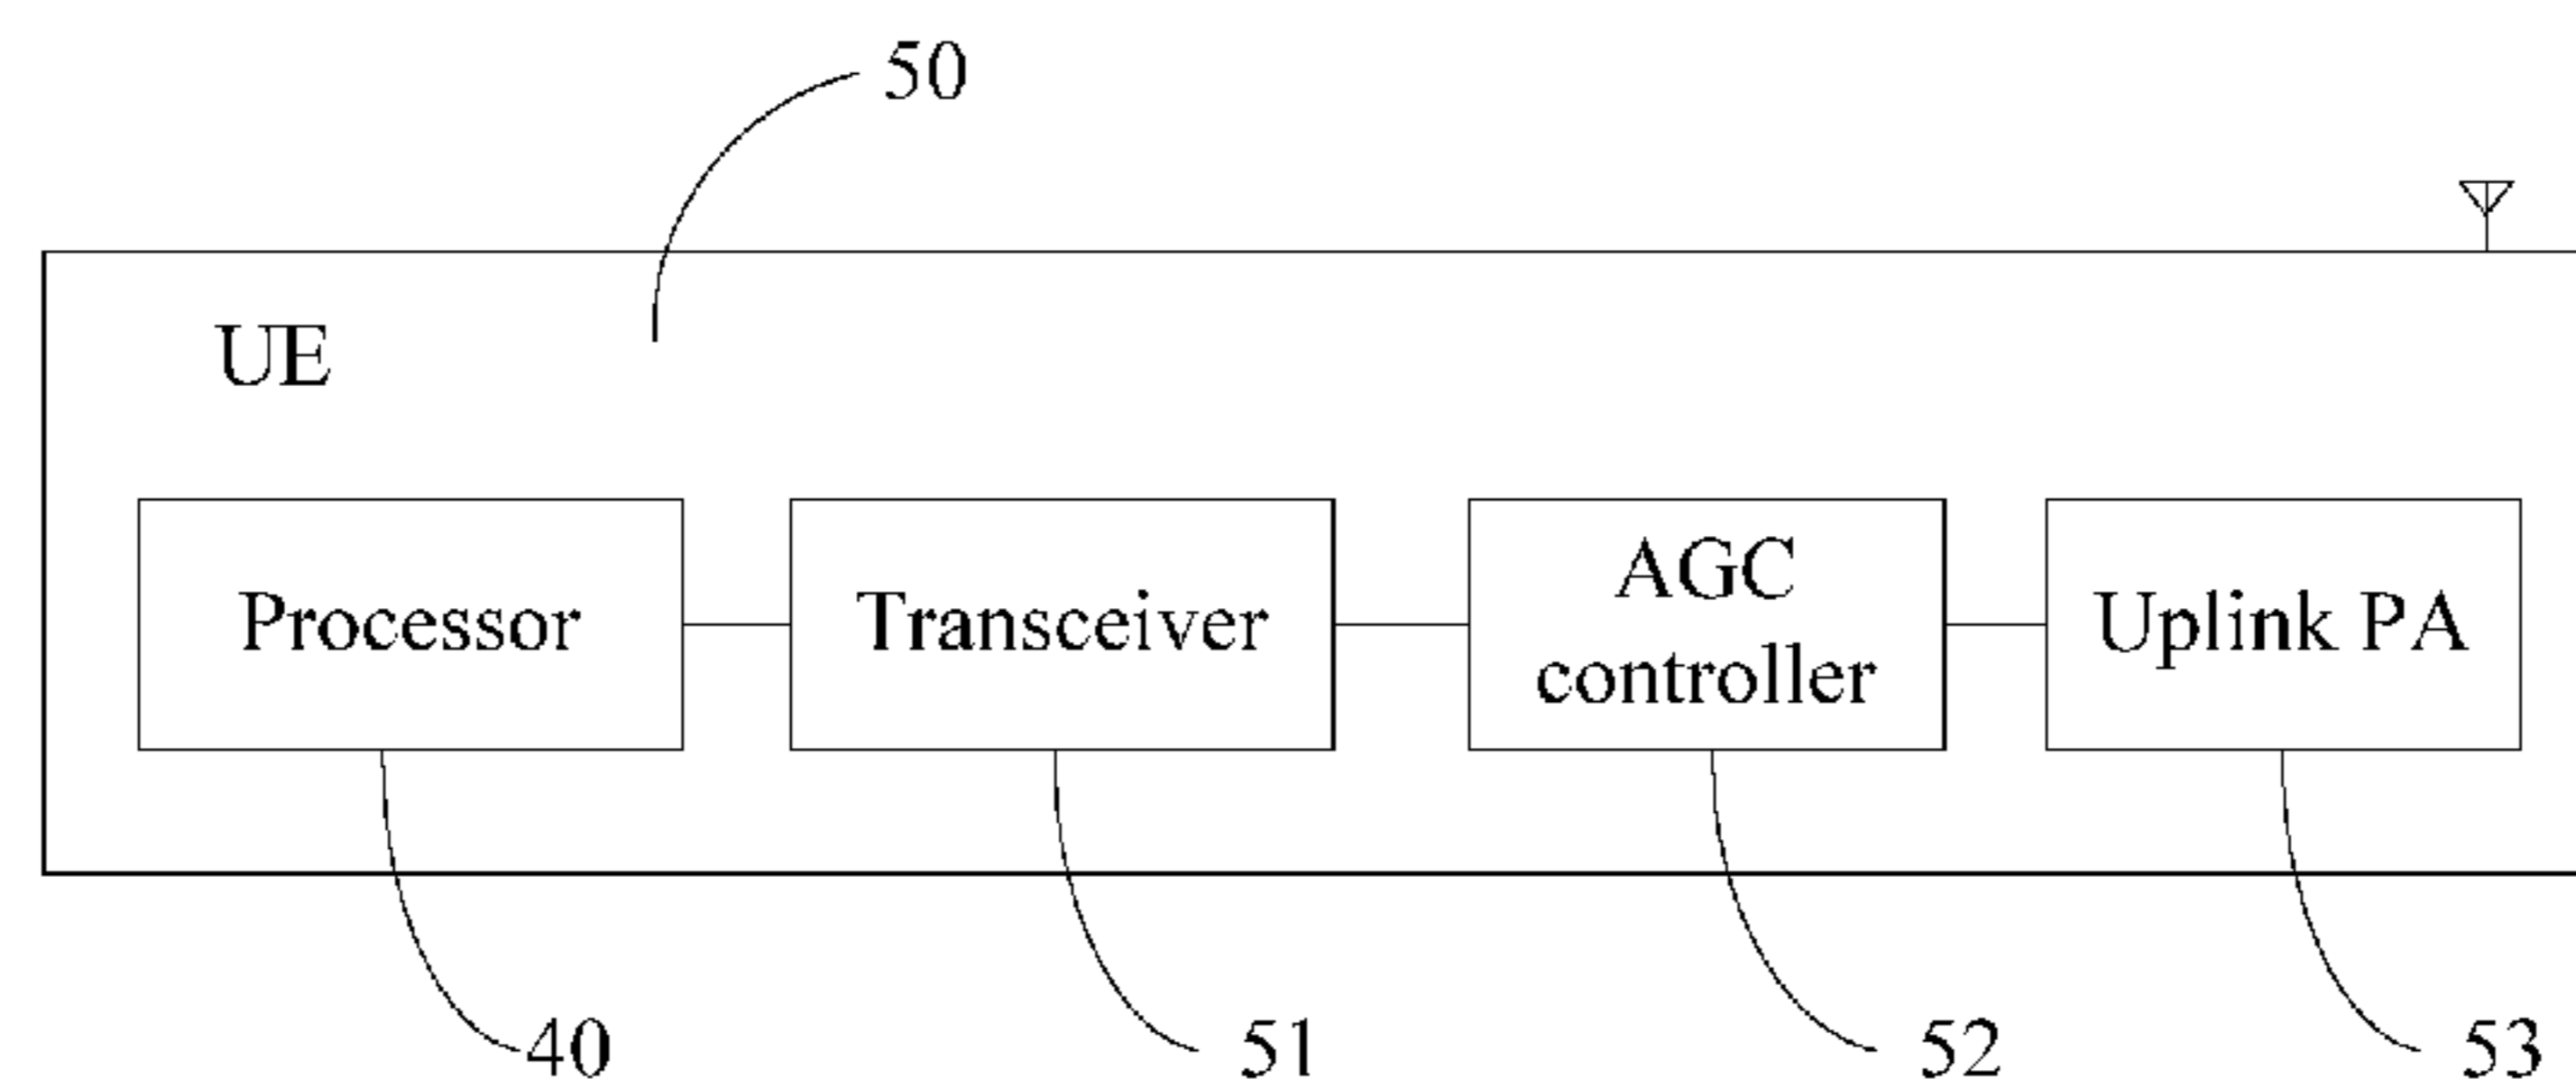 50
UE
Processor
Transceiver
AGC
controller
Uplink PA
40
51
52
53